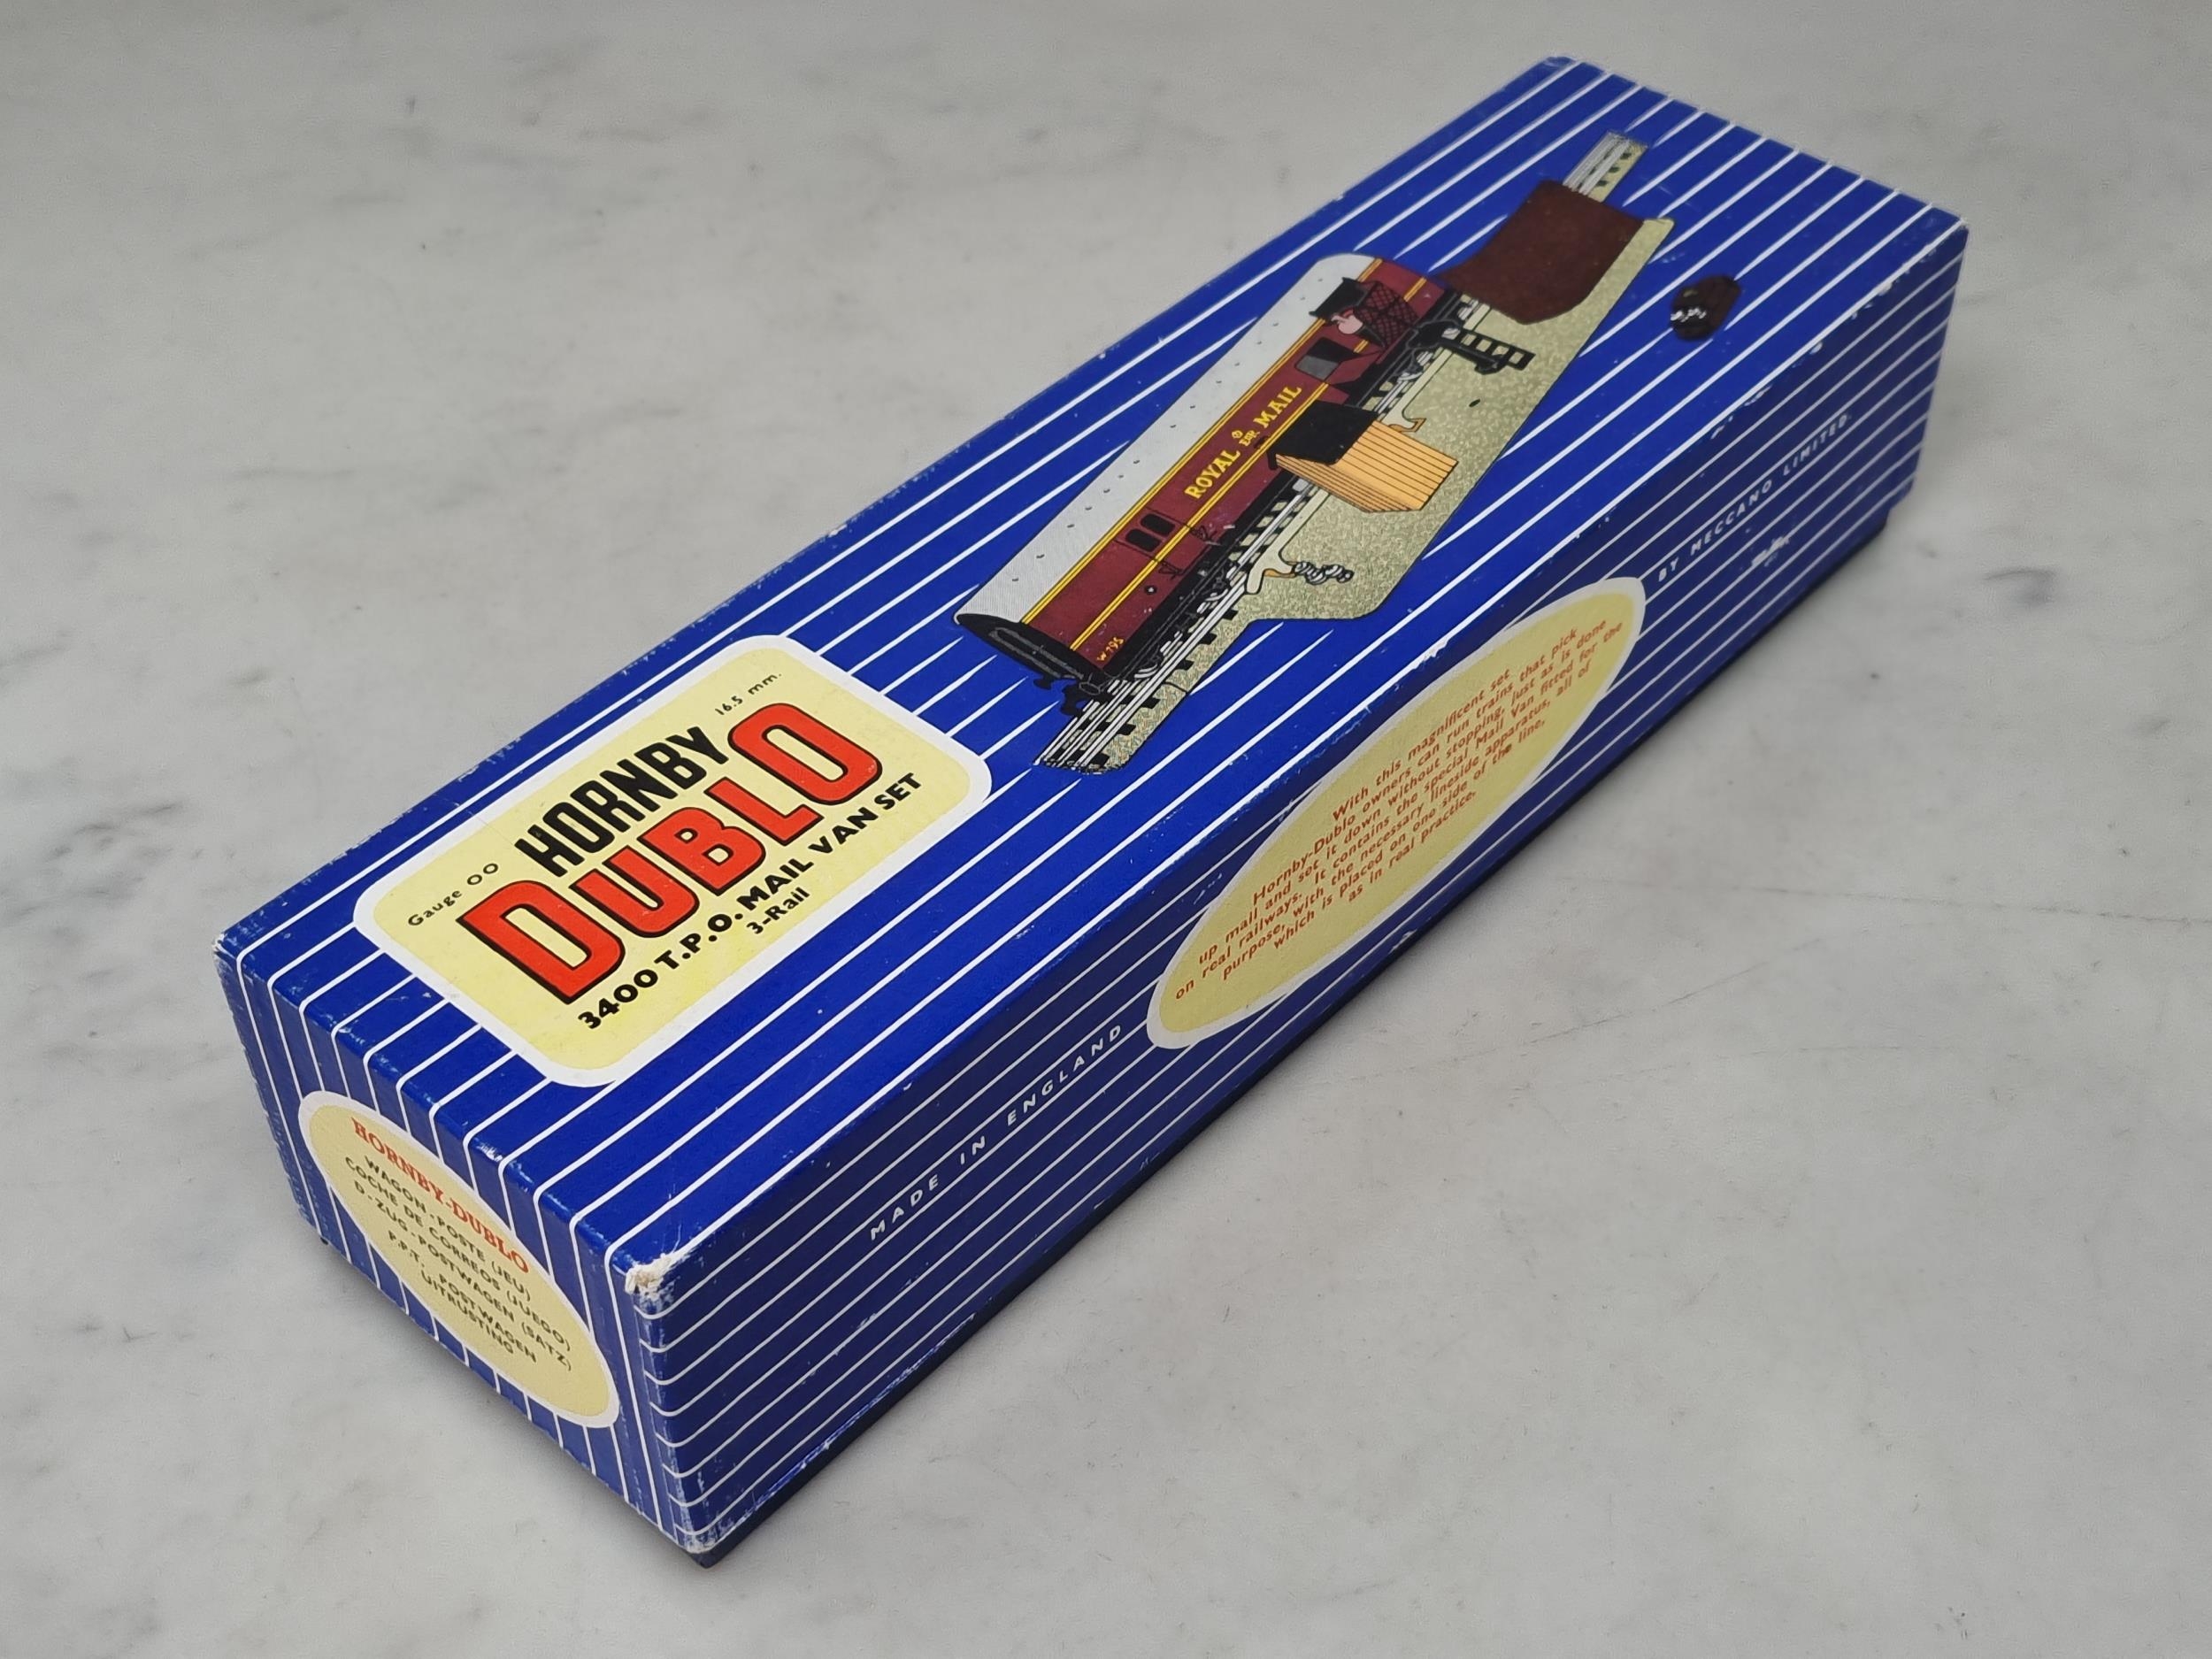 Gauge OO
16.5 mm.
HORNBY
DUBLO
3400 T.P.O. MAIL VAN SET
3-Rail
ROYAL E II R MAIL
W 195
HORNBY-DUBLO
WAGON-POSTE (JEU)
COCHE DE CORREOS (JUEGO)
D-ZUG-POSTWAGEN (SATZ)
P.P.T. - POSTWAGEN
UITRUSTING
MADE IN ENGLAND
With this magnificent set
Hornby-Dublo owners can run trains that pick
up mail and set it down without stopping, just as is done
on real railways. It contains the special Mail Van fitted for the
purpose, with the necessary lineside apparatus, all of
which is placed on one side of the line,
as in real practice.
BY MECCANO LIMITED.